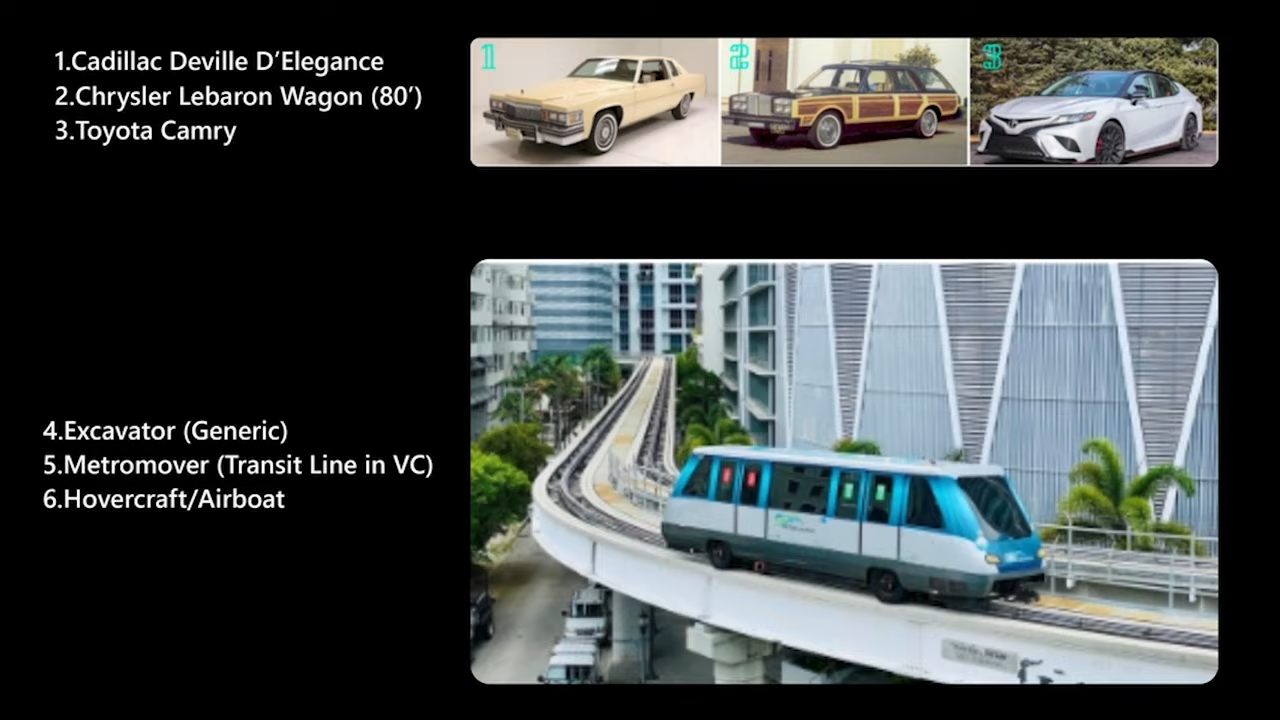 1.Cadillac Deville D’Elegance
2.Chrysler Lebaron Wagon (80’)
3.Toyota Camry
1 2 3
4.Excavator (Generic)
5.Metromover (Transit Line in VC)
6.Hovercraft/Airboat